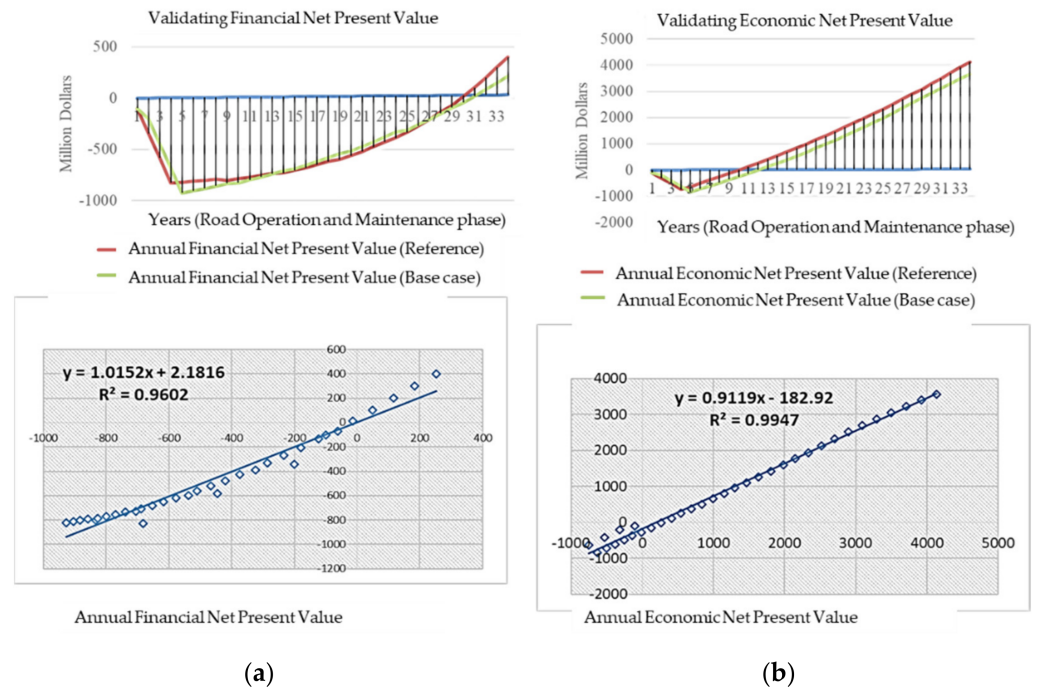 Validating Financial Net Present Value
500
0
-500
-1000
Million Dollars
1 3 5 7 9 11 13 15 17 19 21 23 25 27 29 31 33
Years (Road Operation and Maintenance phase)
Annual Financial Net Present Value (Reference)
Annual Financial Net Present Value (Base case)
Validating Economic Net Present Value
5000
4000
3000
2000
1000
0
-1000
-2000
Million Dollars
1 3 5 7 9 11 13 15 17 19 21 23 25 27 29 31 33
Years (Road Operation and Maintenance phase)
Annual Economic Net Present Value (Reference)
Annual Economic Net Present Value (Base case)
y = 1.0152x + 2.1816
R² = 0.9602
600
400
200
0
-200
-400
-600
-800
-1000
-1200
-1000 -800 -600 -400 -200 0 200 400
Annual Financial Net Present Value
y = 0.9119x - 182.92
R² = 0.9947
4000
3000
2000
1000
0
-1000
-2000
-1000 0 1000 2000 3000 4000 5000
Annual Economic Net Present Value
(a)
(b)